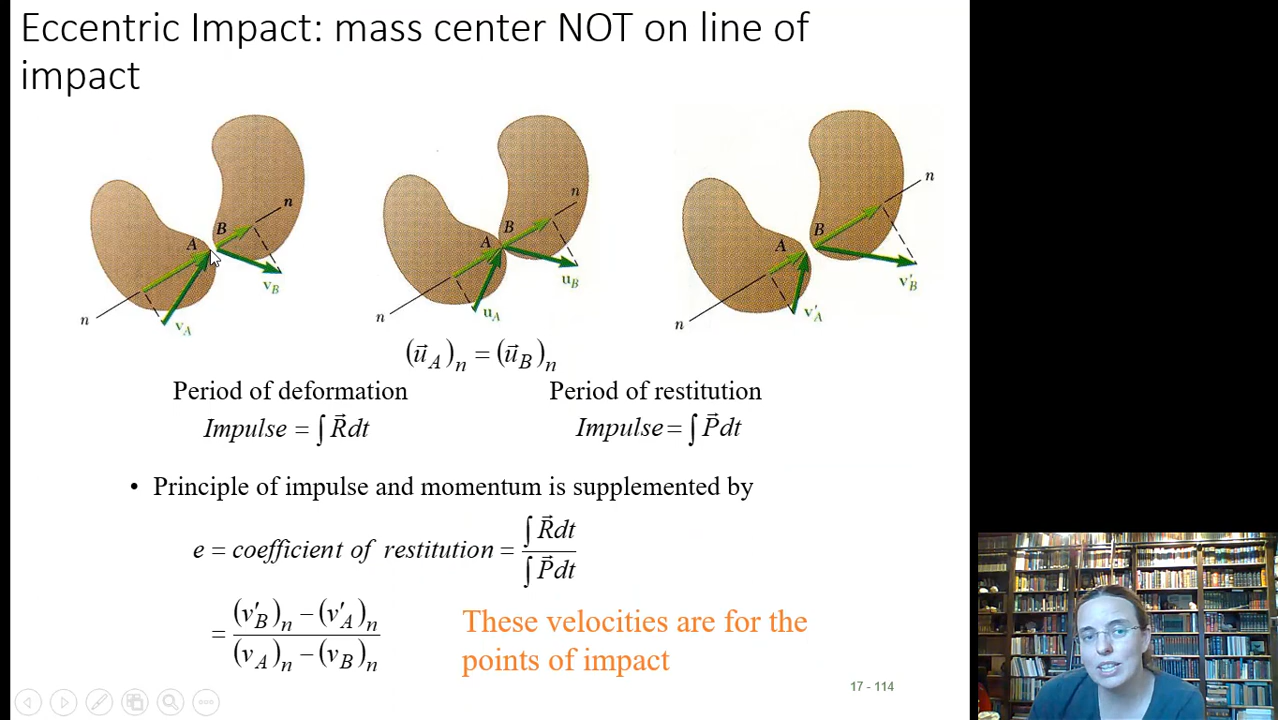 Eccentric Impact: mass center NOT on line of
impact
n
B
A
v_B
v_A
n
n
B
A
u_B
u_A
n
n
B
A
v′_B
v′_A
n
(u⃗_A)_n = (u⃗_B)_n
Period of deformation
Period of restitution
Impulse = ∫R⃗dt
Impulse = ∫P⃗dt
• Principle of impulse and momentum is supplemented by
e = coefficient of restitution = ∫R⃗dt / ∫P⃗dt
= (v′_B)_n − (v′_A)_n / (v_A)_n − (v_B)_n
These velocities are for the
points of impact
17 - 114